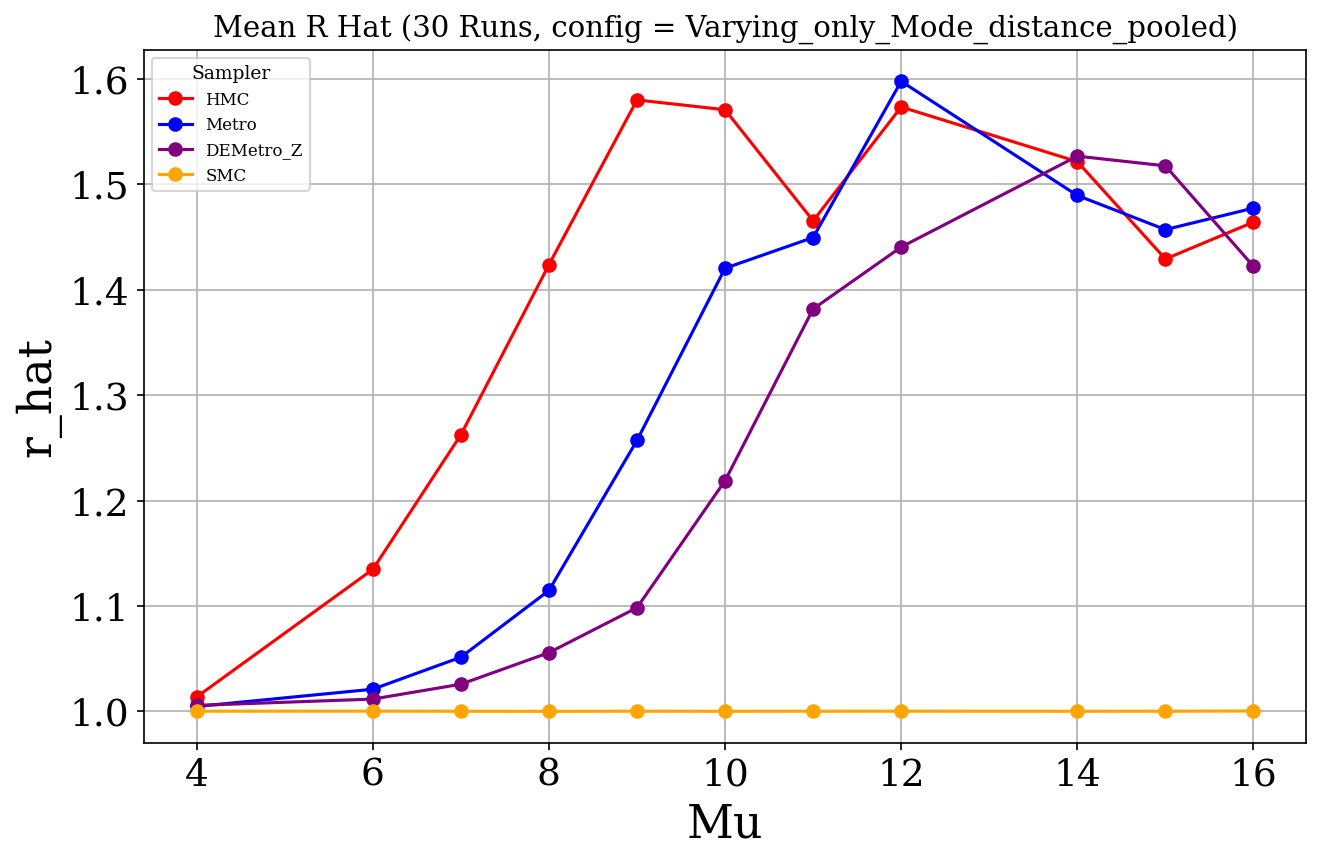 Mean R Hat (30 Runs, config = Varying_only_Mode_distance_pooled)
Sampler
HMC
Metro
DEMetro_Z
SMC
r_hat
1.6
1.5
1.4
1.3
1.2
1.1
1.0
4 6 8 10 12 14 16
Mu